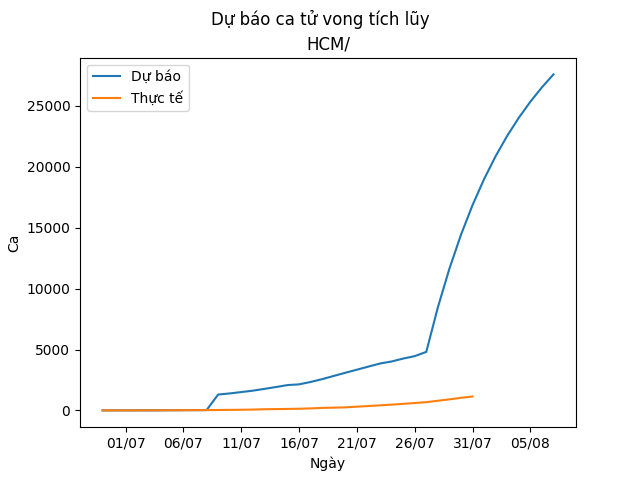 Dự báo ca tử vong tích lũy
HCM/
Dự báo
Thực tế
25000
20000
15000
10000
5000
0
Ca
01/07 06/07 11/07 16/07 21/07 26/07 31/07 05/08
Ngày